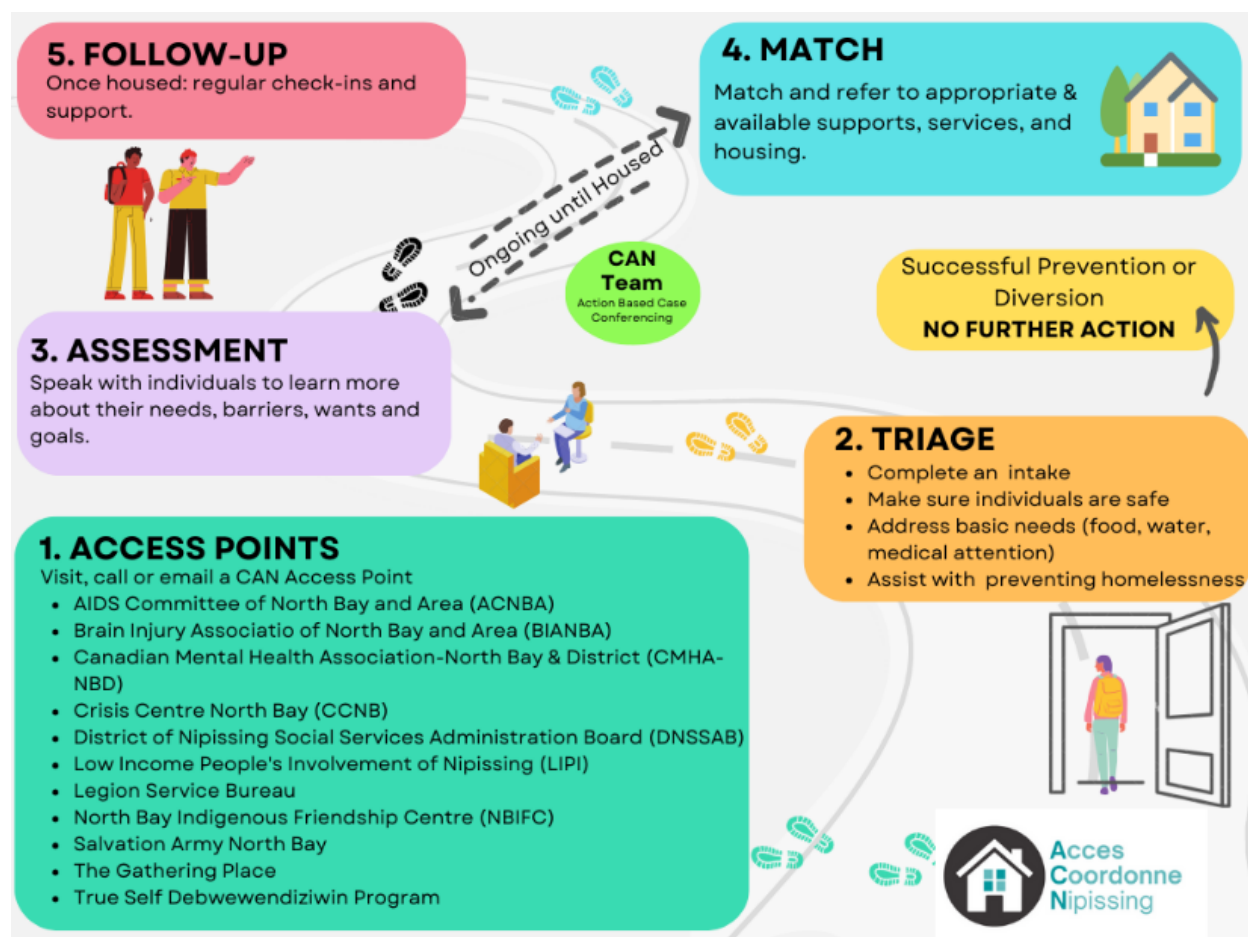 5. FOLLOW-UP
Once housed: regular check-ins and
support.
4. MATCH
Match and refer to appropriate &
available supports, services, and
housing.
Ongoing until Housed
CAN
Team
Action Based Case
Conferencing
Successful Prevention or
Diversion
NO FURTHER ACTION
3. ASSESSMENT
Speak with individuals to learn more
about their needs, barriers, wants and
goals.
2. TRIAGE
• Complete an intake
• Make sure individuals are safe
• Address basic needs (food, water,
medical attention)
• Assist with preventing homelessness
1. ACCESS POINTS
Visit, call or email a CAN Access Point
• AIDS Committee of North Bay and Area (ACNBA)
• Brain Injury Associatio of North Bay and Area (BIANBA)
• Canadian Mental Health Association-North Bay & District (CMHA-
NBD)
• Crisis Centre North Bay (CCNB)
• District of Nipissing Social Services Administration Board (DNSSAB)
• Low Income People's Involvement of Nipissing (LIPI)
• Legion Service Bureau
• North Bay Indigenous Friendship Centre (NBIFC)
• Salvation Army North Bay
• The Gathering Place
• True Self Debwewendiziwin Program
Acces
Coordonne
Nipissing